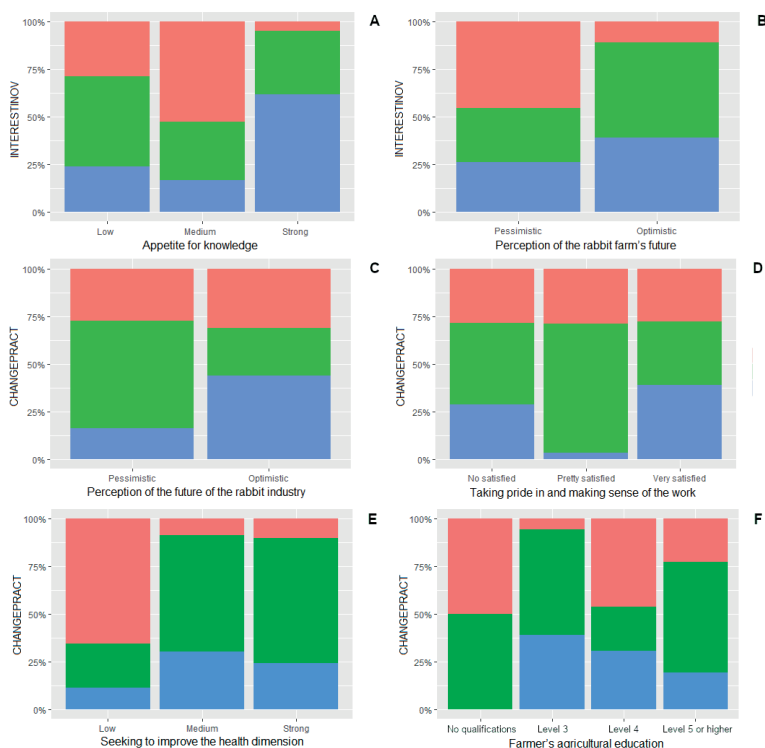 A
100%
75%
50%
25%
0%
INTERESTINOV
Low Medium Strong
Appetite for knowledge
B
100%
75%
50%
25%
0%
INTERESTINOV
Pessimistic Optimistic
Perception of the rabbit farm's future
C
100%
75%
50%
25%
0%
CHANGEPRACT
Pessimistic Optimistic
Perception of the future of the rabbit industry
D
100%
75%
50%
25%
0%
CHANGEPRACT
No satisfied Pretty satisfied Very satisfied
Taking pride in and making sense of the work
E
100%
75%
50%
25%
0%
CHANGEPRACT
Low Medium Strong
Seeking to improve the health dimension
F
100%
75%
50%
25%
0%
CHANGEPRACT
No qualifications Level 3 Level 4 Level 5 or higher
Farmer's agricultural education